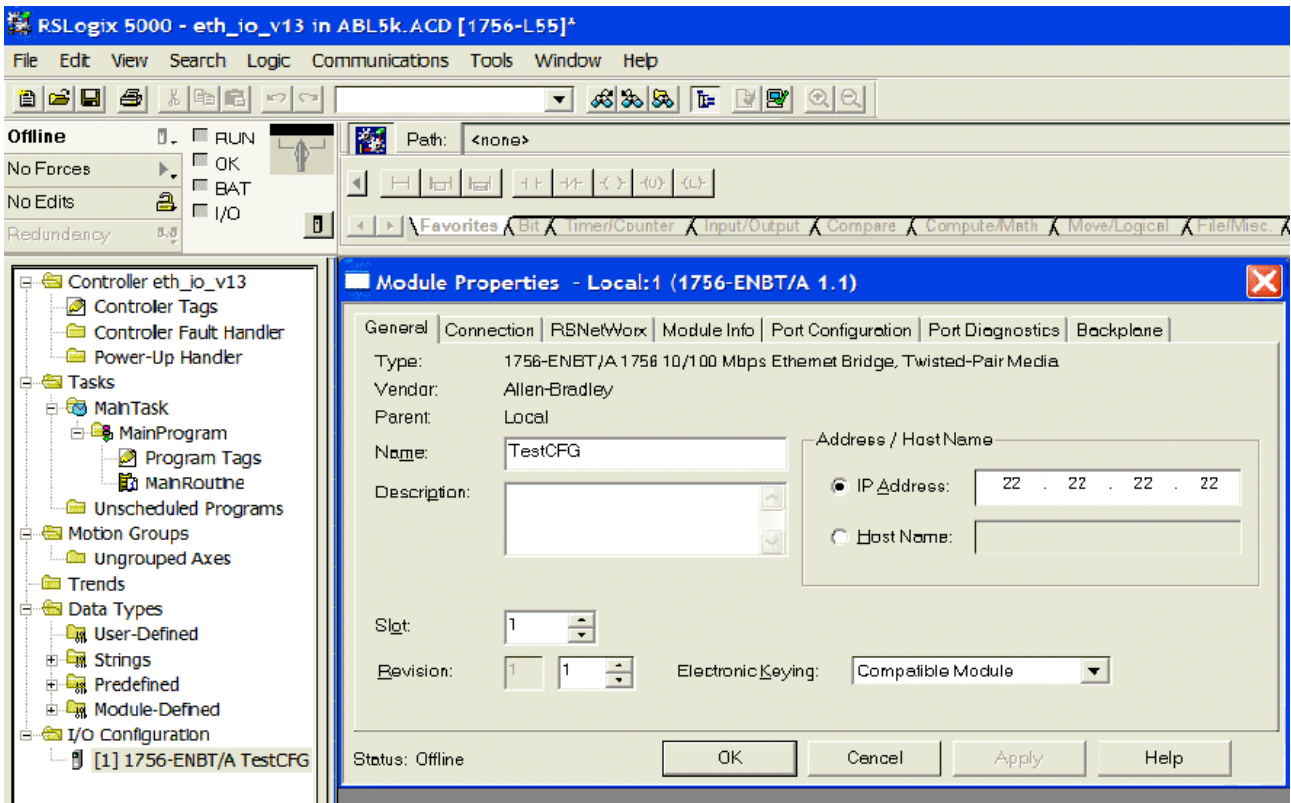 RSLogix 5000 - eth_io_v13 in ABL5k.ACD [1756-L55]*
File Edit View Search Logic Communications Tools Window Help
Offline
RUN
Path: <none>
No Forces
OK
BAT
No Edits
I/O
Redundancy
Favorites Bit Timer/Counter Input/Output Compare Compute/Math Move/Logical File/Misc.
Controller eth_io_v13
Controller Tags
Controller Fault Handler
Power-Up Handler
Tasks
MainTask
MainProgram
Program Tags
MainRoutine
Unscheduled Programs
Motion Groups
Ungrouped Axes
Trends
Data Types
User-Defined
Strings
Predefined
Module-Defined
I/O Configuration
[1] 1756-ENBT/A TestCFG
Module Properties - Local:1 (1756-ENBT/A 1.1)
General Connection RSNetWorx Module Info Port Configuration Port Diagnostics Backplane
Type: 1756-ENBT/A 1756 10/100 Mbps Ethernet Bridge, Twisted-Pair Media
Vendor: Allen-Bradley
Parent: Local
Name: TestCFG
Address / Host Name
Description:
IP Address: 22 . 22 . 22 . 22
Host Name:
Slot: 1
Revision: 1 1 Electronic Keying: Compatible Module
Status: Offline OK Cancel Apply Help